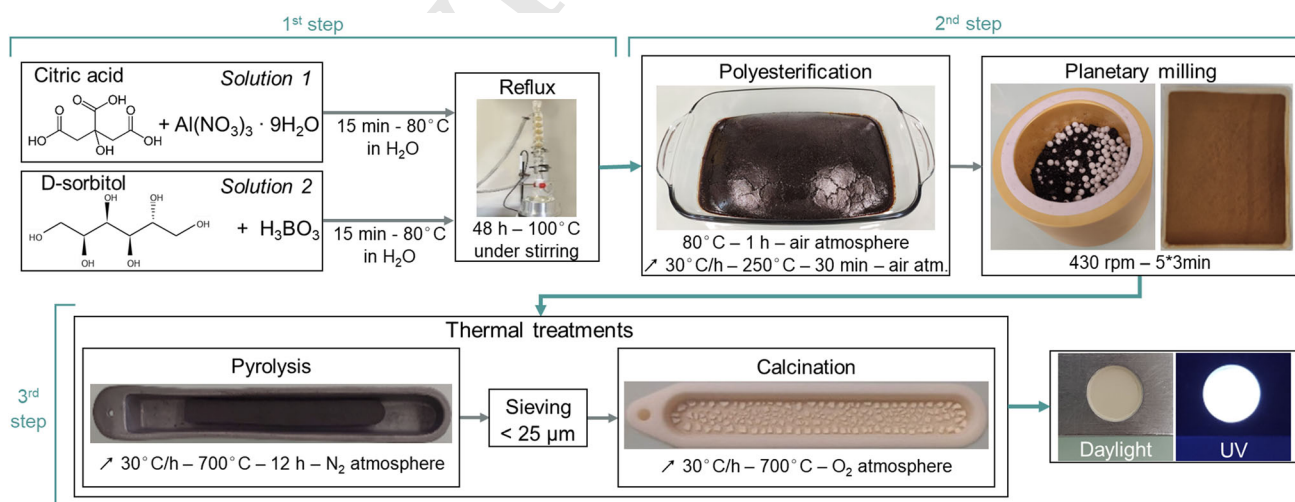 1st step
2nd step
Citric acid
Solution 1
O
OH
O
O
HO
OH
OH
+ Al(NO3)3 · 9H2O
15 min - 80°C
in H2O
D-sorbitol
Solution 2
OH
OH
HO
OH
OH
OH
+ H3BO3
15 min - 80°C
in H2O
Reflux
48 h – 100°C
under stirring
Polyesterification
80°C – 1 h – air atmosphere
↗ 30°C/h – 250°C – 30 min – air atm.
Planetary milling
430 rpm – 5*3min
3rd
step
Thermal treatments
Pyrolysis
↗ 30°C/h – 700°C – 12 h – N2 atmosphere
Sieving
< 25 µm
Calcination
↗ 30°C/h – 700°C – O2 atmosphere
Daylight
UV